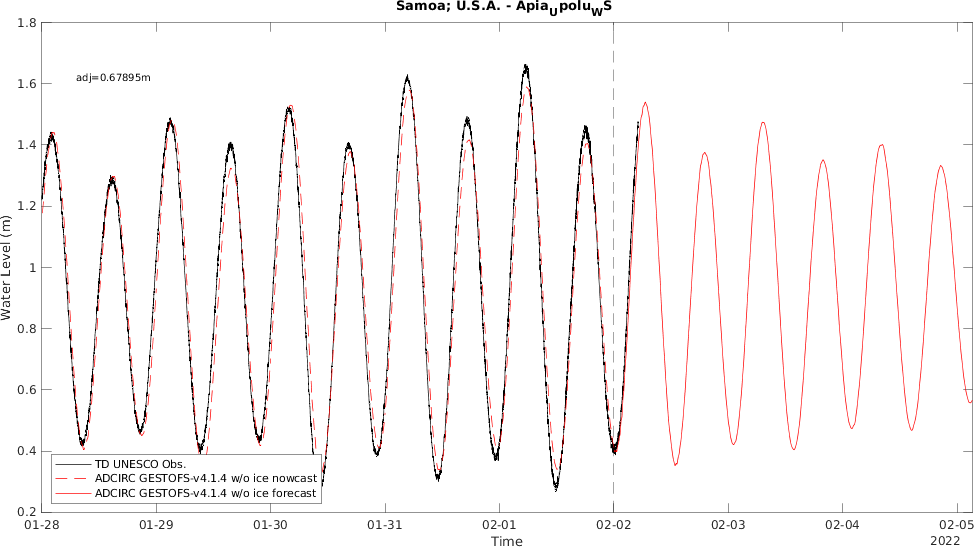 Samoa; U.S.A. - Apia_Upolu_WS
adj=0.67895m
Water Level (m)
1.8
1.6
1.4
1.2
1
0.8
0.6
0.4
0.2
TD UNESCO Obs.
ADCIRC GESTOFS-v4.1.4 w/o ice nowcast
ADCIRC GESTOFS-v4.1.4 w/o ice forecast
01-28 01-29 01-30 01-31 02-01 02-02 02-03 02-04 02-05
Time
2022